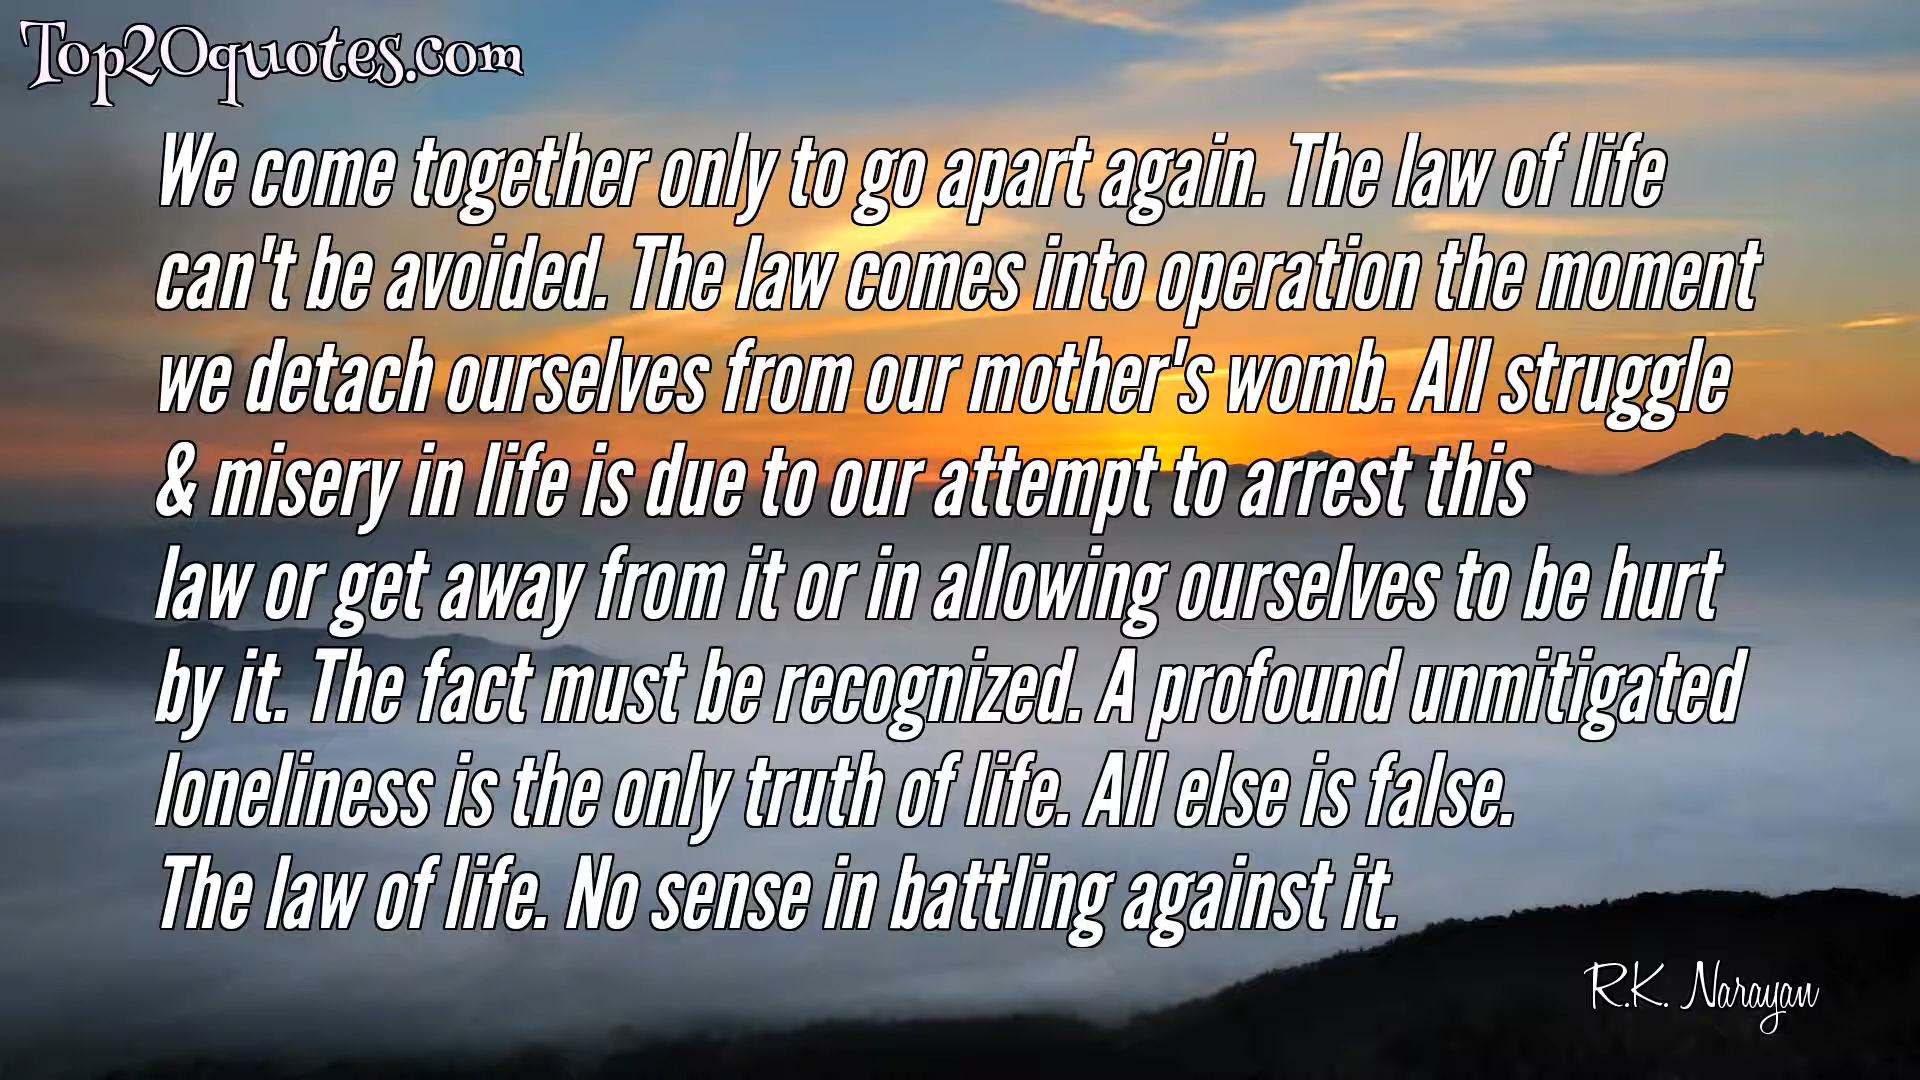 Top20quotes.com
We come together only to go apart again. The law of life
can't be avoided. The law comes into operation the moment
we detach ourselves from our mother's womb. All struggle
& misery in life is due to our attempt to arrest this
law or get away from it or in allowing ourselves to be hurt
by it. The fact must be recognized. A profound unmitigated
loneliness is the only truth of life. All else is false.
The law of life. No sense in battling against it.
R.K. Narayan